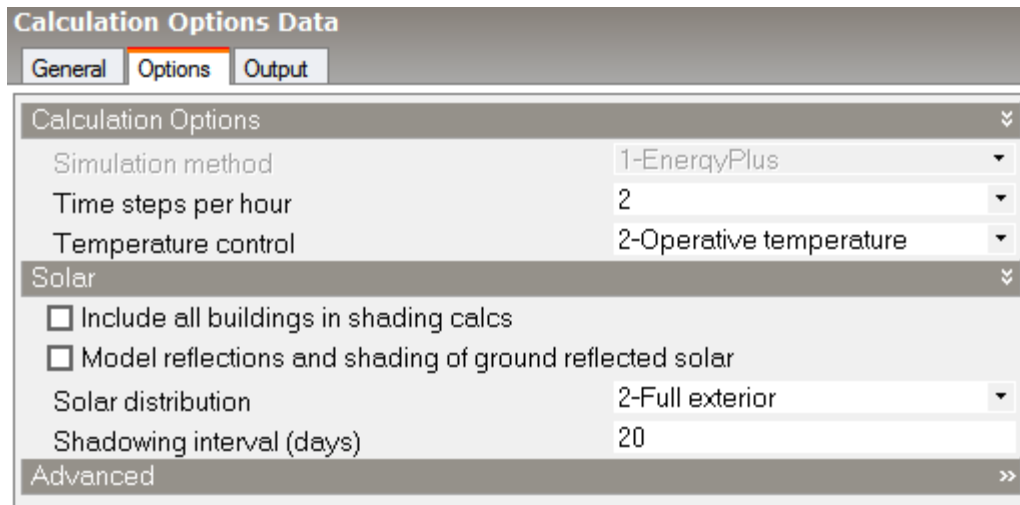 Calculation Options Data
General Options Output
Calculation Options
Simulation method 1-EnergyPlus
Time steps per hour 2
Temperature control 2-Operative temperature
Solar
Include all buildings in shading calcs
Model reflections and shading of ground reflected solar
Solar distribution 2-Full exterior
Shadowing interval (days) 20
Advanced